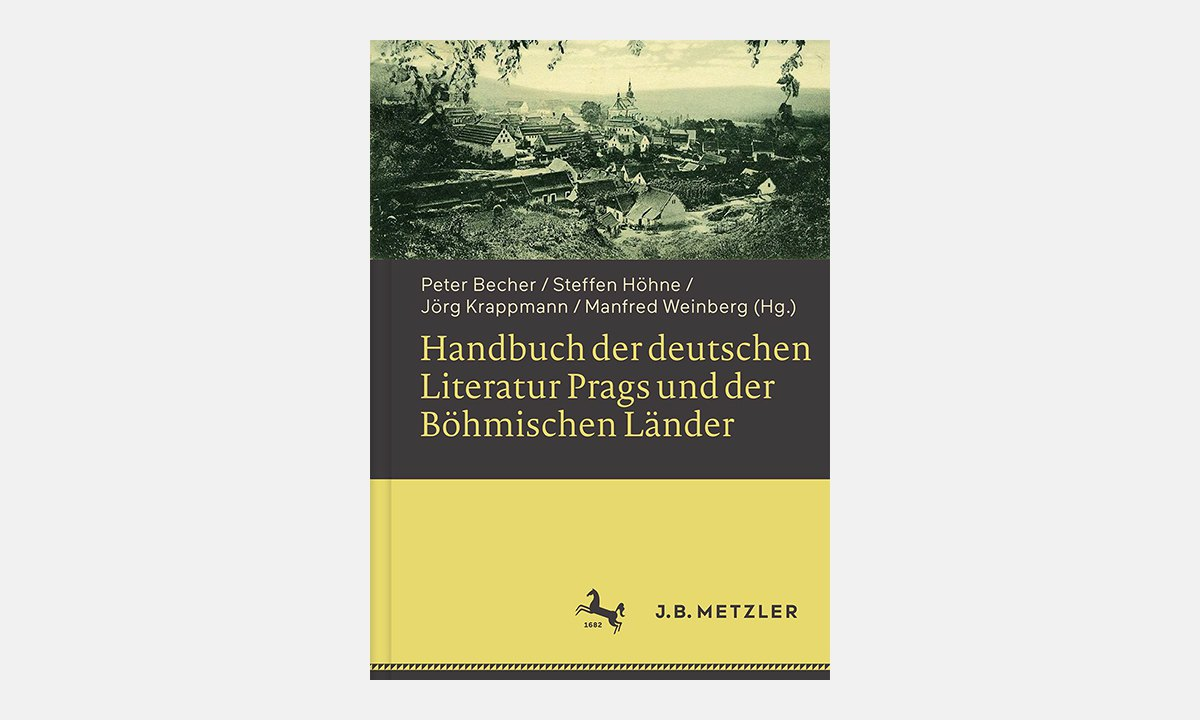 Peter Becher / Steffen Höhne /
Jörg Krappmann / Manfred Weinberg (Hg.)
Handbuch der deutschen
Literatur Prags und der
Böhmischen Länder
1682
J.B. METZLER